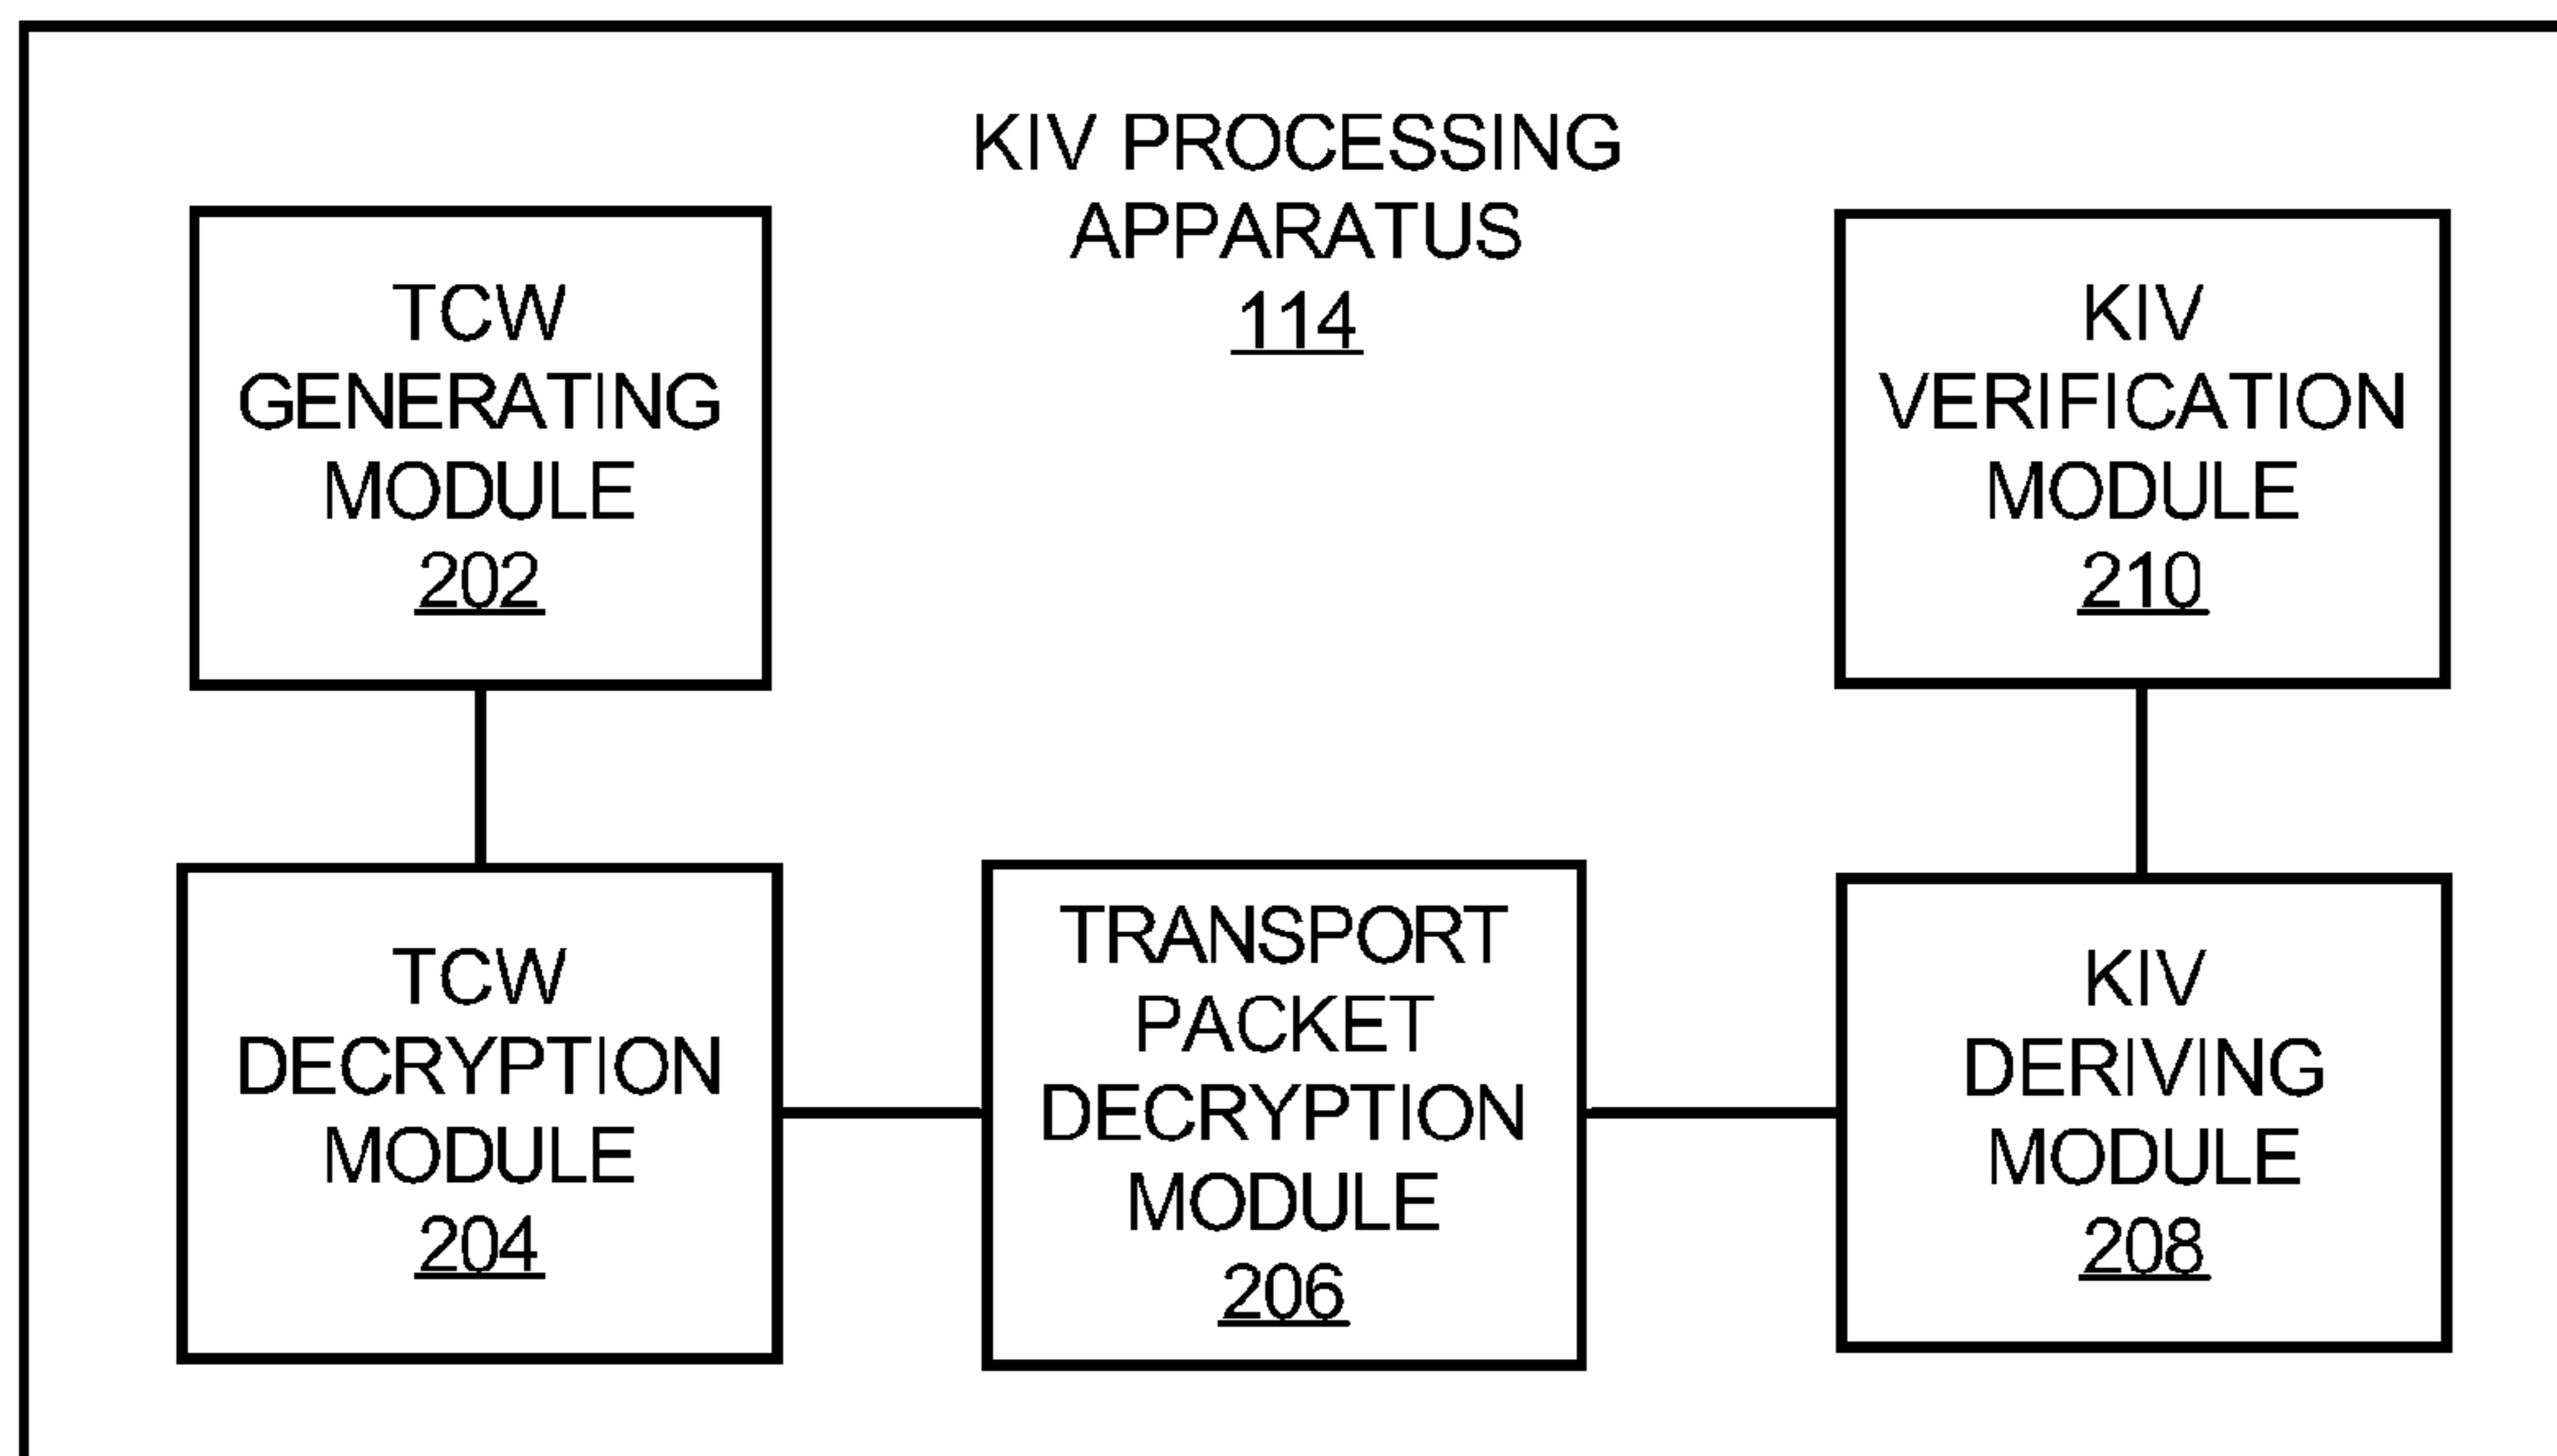 KIV PROCESSING
APPARATUS
114
TCW
GENERATING
MODULE
202
KIV
VERIFICATION
MODULE
210
TCW
DECRYPTION
MODULE
204
TRANSPORT
PACKET
DECRYPTION
MODULE
206
KIV
DERIVING
MODULE
208